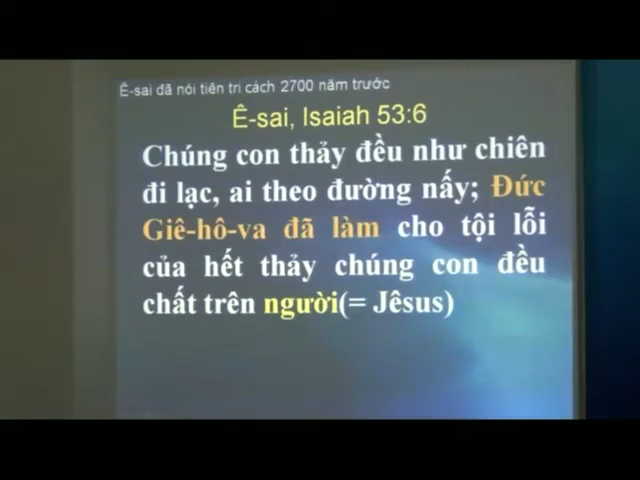 Ê-sai đã nói tiên tri cách 2700 năm trước
Ê-sai, Isaiah 53:6
Chúng con thảy đều như chiên
đi lạc, ai theo đường nấy; Đức
Giê-hô-va đã làm cho tội lỗi
của hết thảy chúng con đều
chất trên người(= Jêsus)